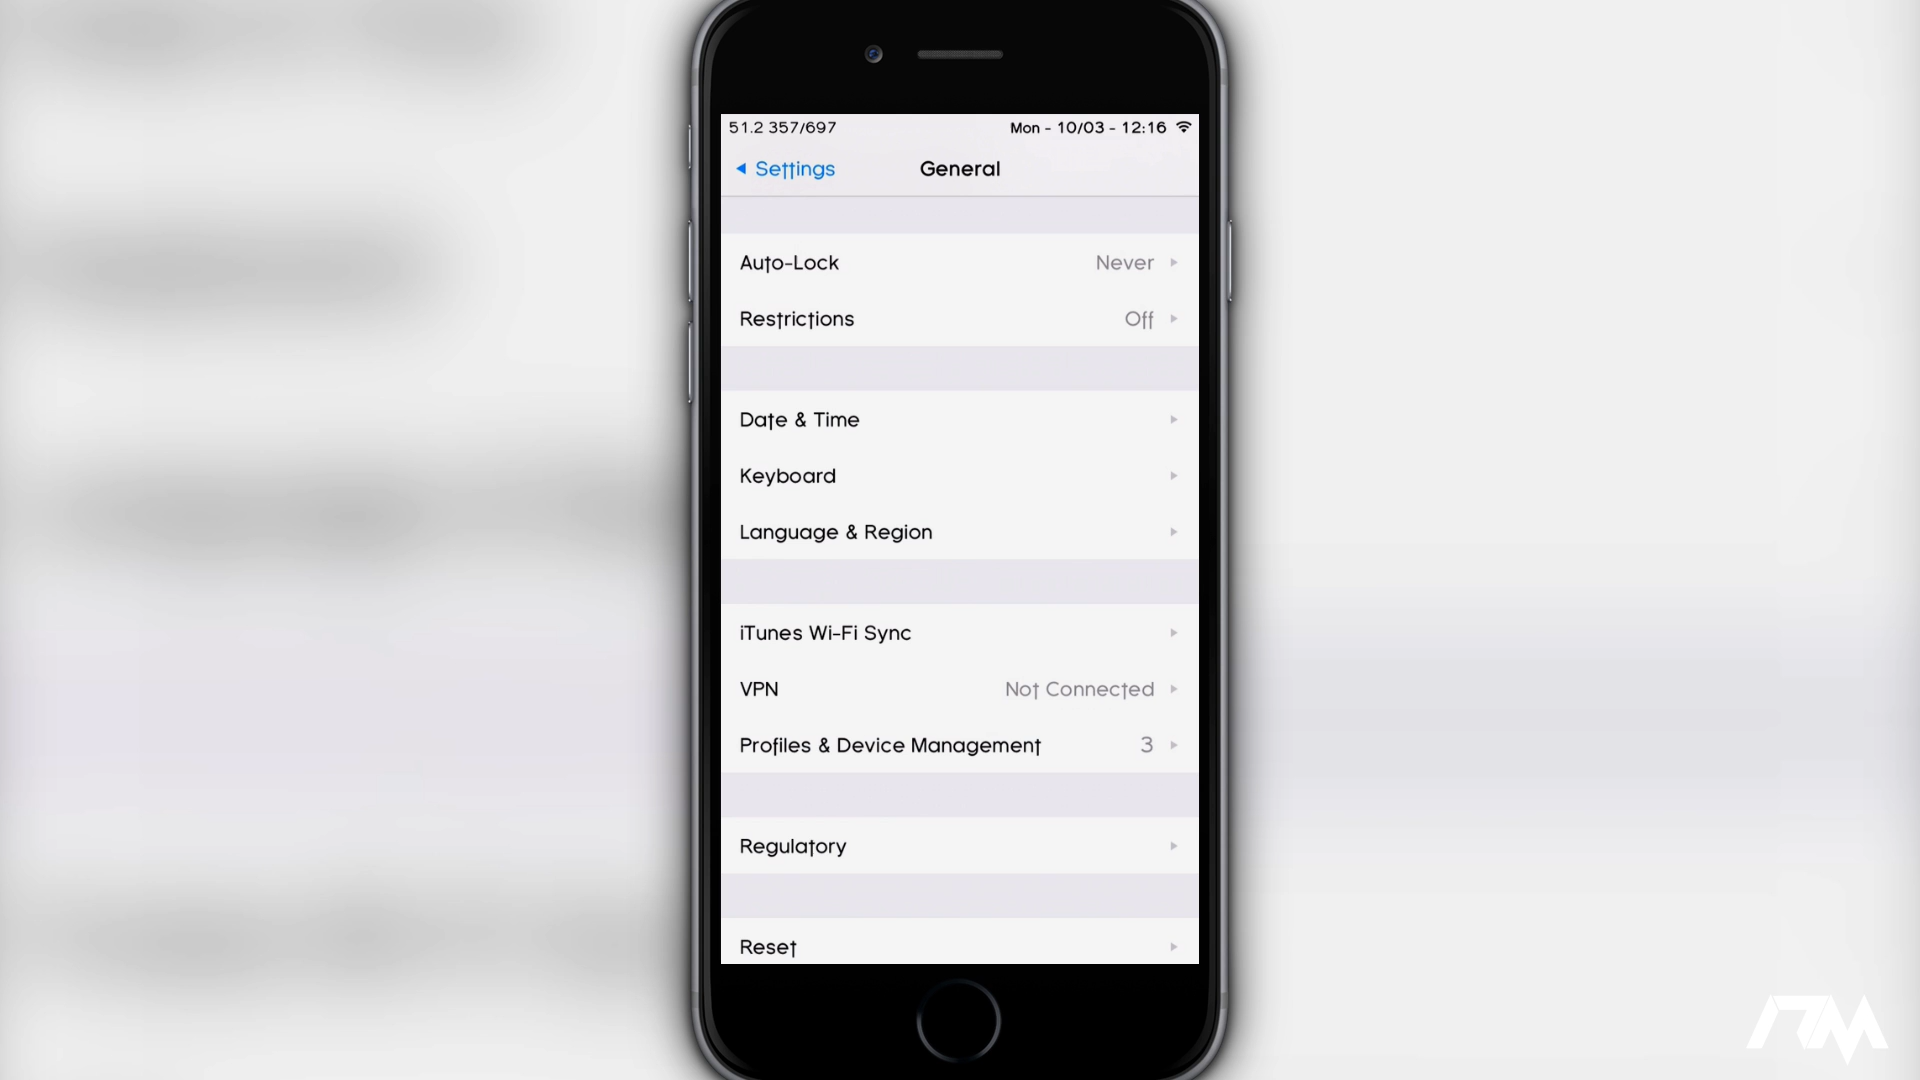 51.2 357/697 Mon - 10/03 - 12:16
Settings General
Auto-Lock Never
Restrictions Off
Date & Time
Keyboard
Language & Region
iTunes Wi-Fi Sync
VPN Not Connected
Profiles & Device Management 3
Regulatory
Reset